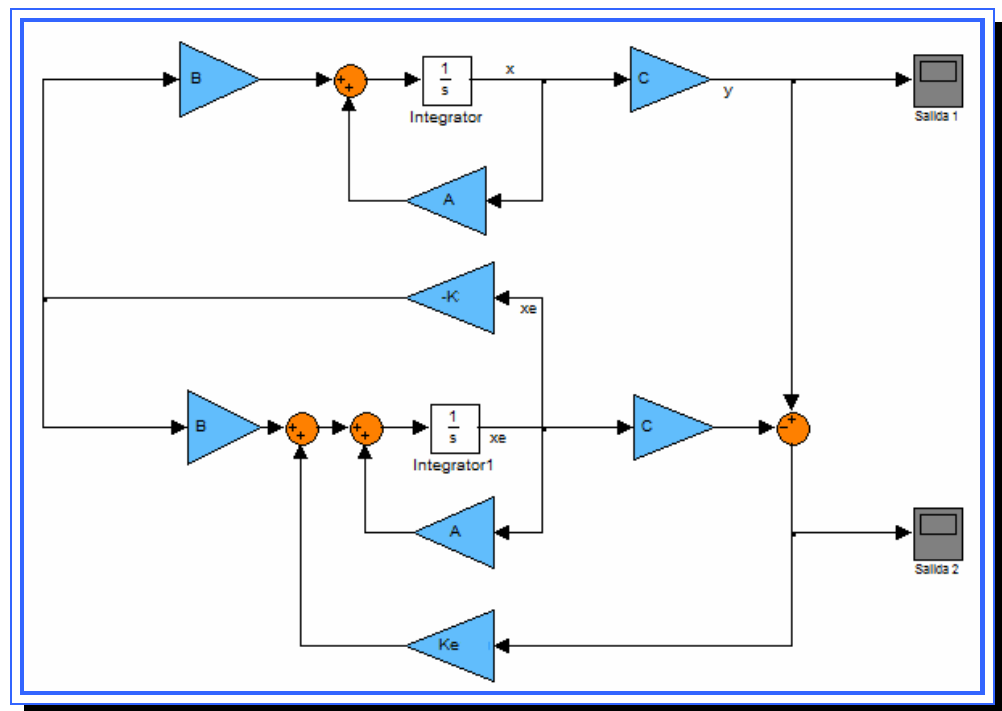 B
+
+
1
s
Integrator
x
C
y
Salida 1
A
-K
xe
B
+
+
+
+
1
s
Integrator1
xe
C
+
−
A
Salida 2
Ke